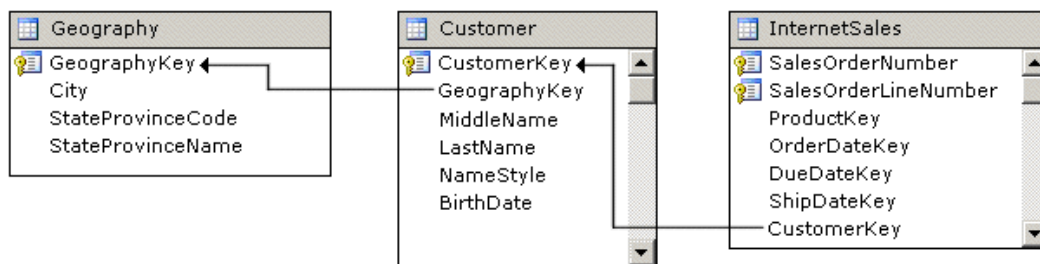 Geography
GeographyKey
City
StateProvinceCode
StateProvinceName
Customer
CustomerKey
GeographyKey
MiddleName
LastName
NameStyle
BirthDate
InternetSales
SalesOrderNumber
SalesOrderLineNumber
ProductKey
OrderDateKey
DueDateKey
ShipDateKey
CustomerKey